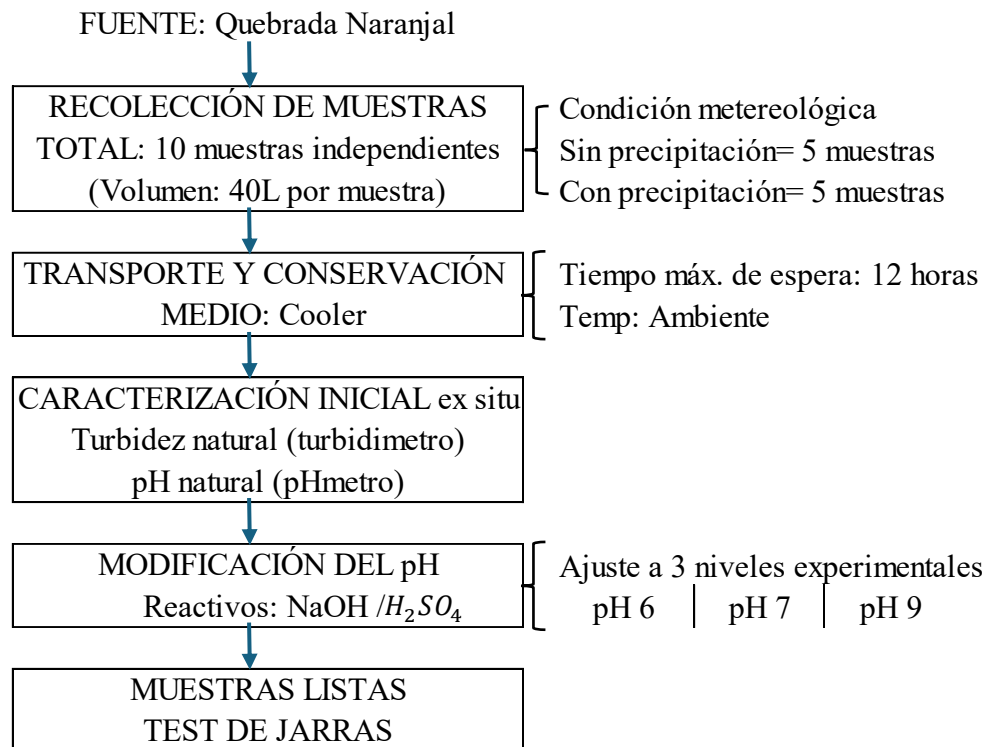 FUENTE: Quebrada Naranjal
RECOLECCIÓN DE MUESTRAS
TOTAL: 10 muestras independientes
(Volumen: 40L por muestra)
Condición metereológica
Sin precipitación= 5 muestras
Con precipitación= 5 muestras
TRANSPORTE Y CONSERVACIÓN
MEDIO: Cooler
Tiempo máx. de espera: 12 horas
Temp: Ambiente
CARACTERIZACIÓN INICIAL ex situ
Turbidez natural (turbidimetro)
pH natural (pHmetro)
MODIFICACIÓN DEL pH
Reactivos: NaOH /H₂SO₄
Ajuste a 3 niveles experimentales
pH 6 pH 7 pH 9
MUESTRAS LISTAS
TEST DE JARRAS